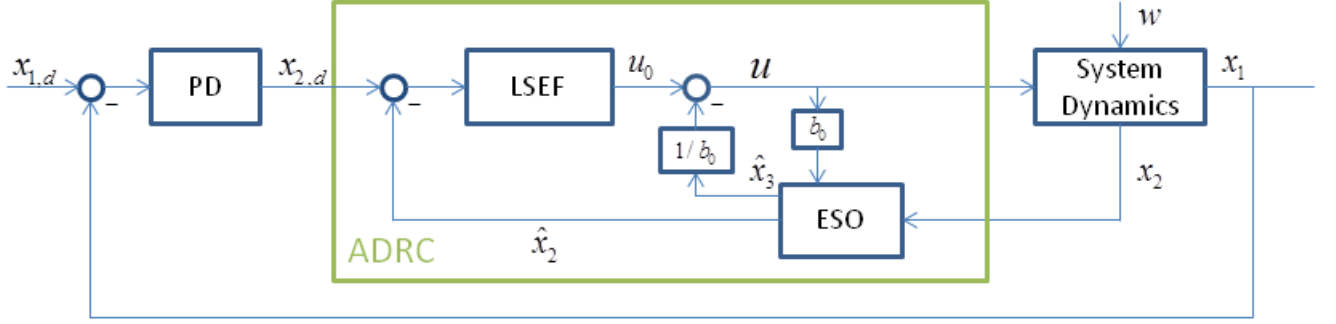 x₁,d
PD
x₂,d
LSEF
u₀
u
w
System
Dynamics
x₁
b₀
1/ b₀
x̂₃
x₂
ESO
x̂₂
ADRC
−
−
−